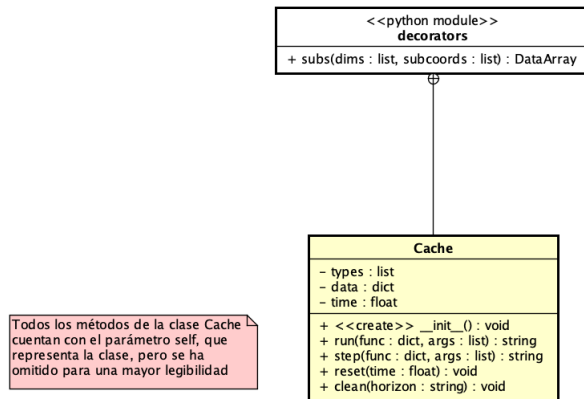 <<python module>>
decorators
+ subs(dims : list, subcoords : list) : DataArray
Cache
− types : list
− data : dict
− time : float
+ <<create>> __init__() : void
+ run(func : dict, args : list) : string
+ step(func : dict, args : list) : string
+ reset(time : float) : void
+ clean(horizon : string) : void
Todos los métodos de la clase Cache
cuentan con el parámetro self, que
representa la clase, pero se ha
omitido para una mayor legibilidad